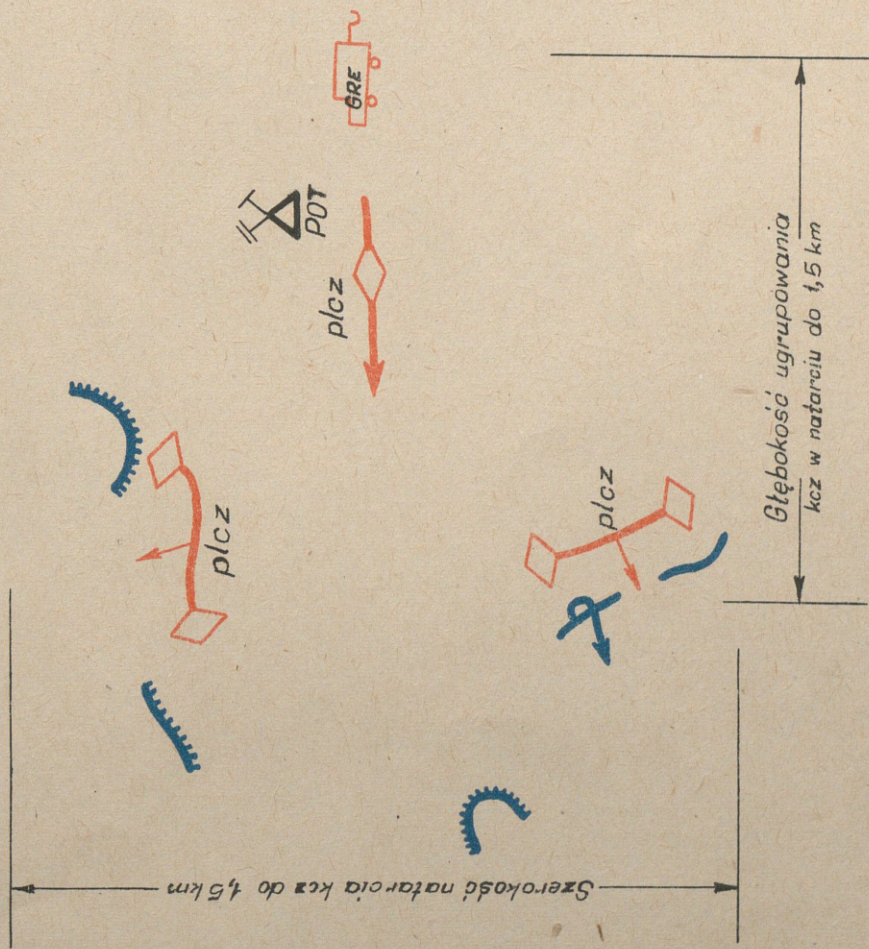 GRE
POT
plcz
plcz
plcz
Głębokość ugrupowania
kcz w natarciu do 1,5 km
Szerokość natarcia kcz do 1,5 km